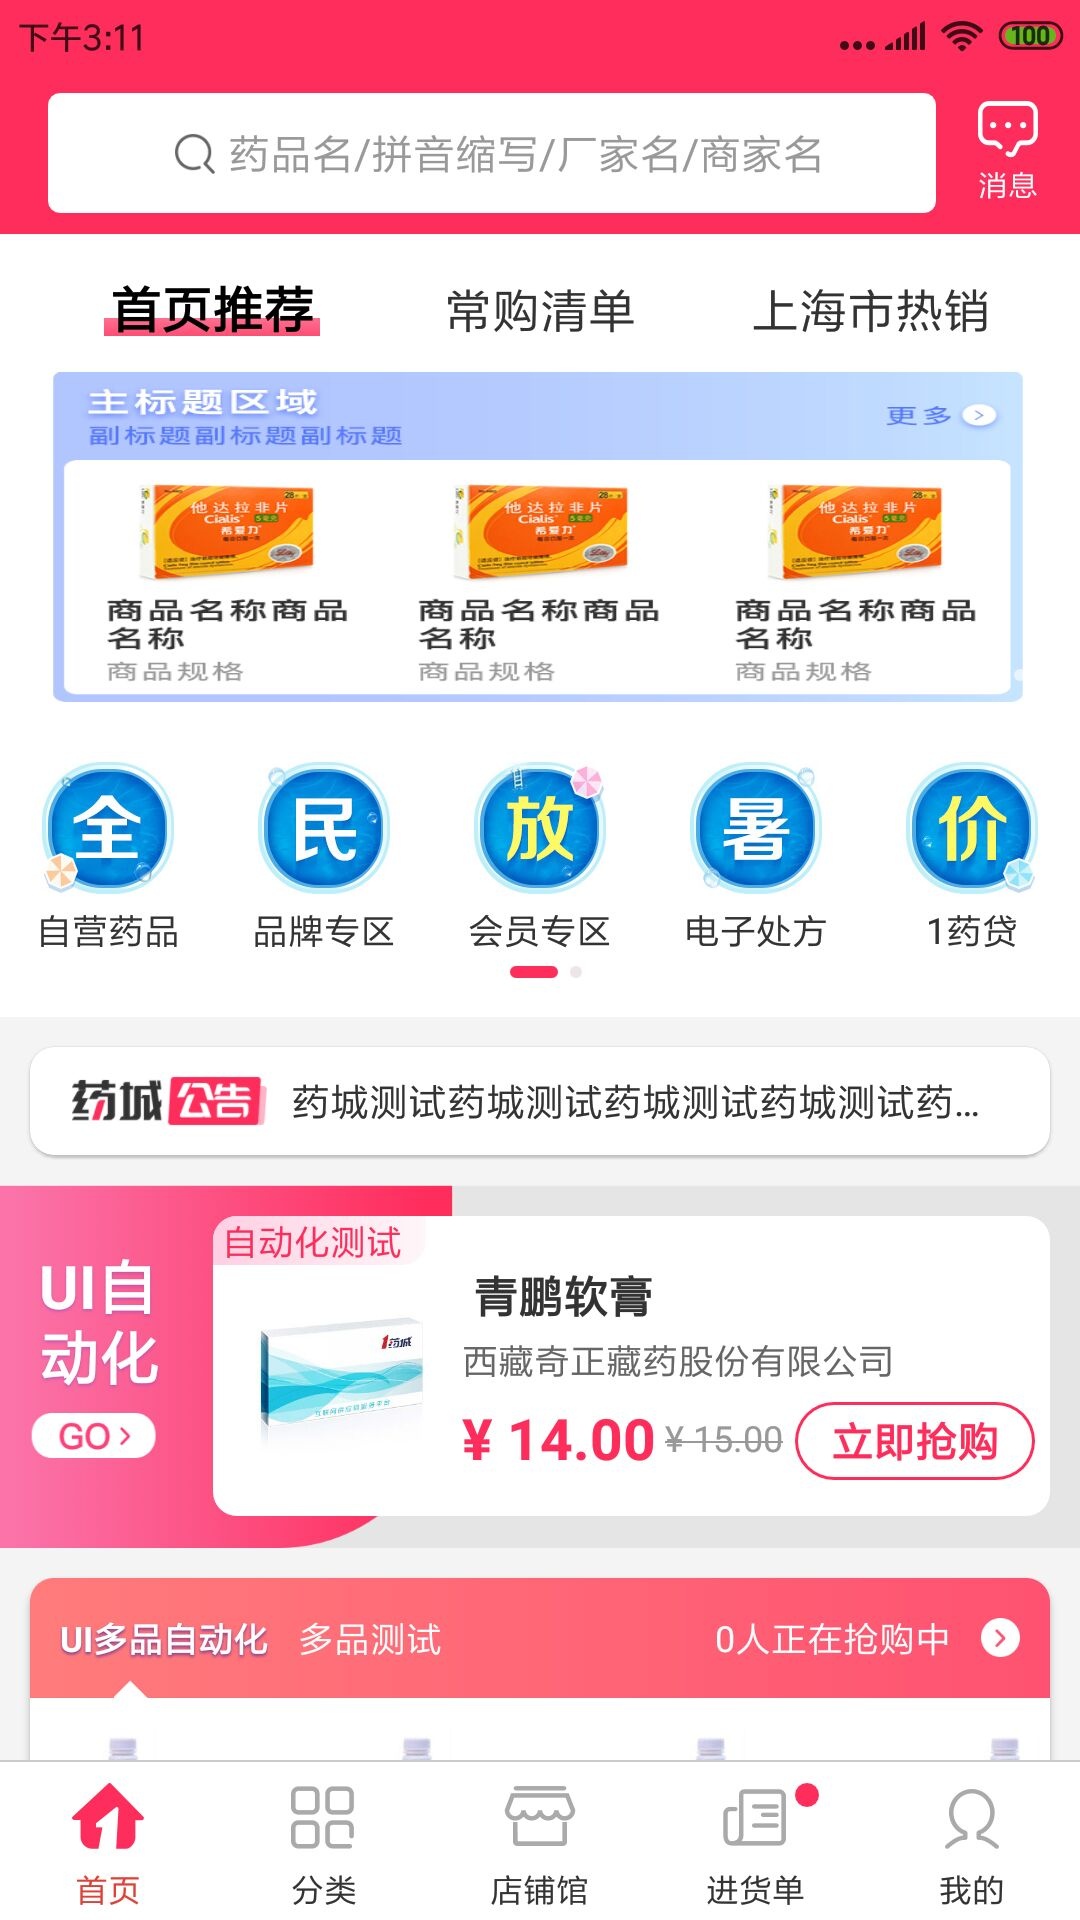 下午3:11
100
药品名/拼音缩写/厂家名/商家名
消息
首页推荐
常购清单
上海市热销
主标题区域
副标题副标题副标题
更多
他达拉非片
Cialis
希爱力
他达拉非片
Cialis
希爱力
他达拉非片
Cialis
希爱力
商品名称商品
名称
商品规格
商品名称商品
名称
商品规格
商品名称商品
名称
商品规格
全
民
放
暑
价
自营药品
品牌专区
会员专区
电子处方
1药贷
药城公告
药城测试药城测试药城测试药城测试药...
UI自
动化
GO
自动化测试
1药城
青鹏软膏
西藏奇正藏药股份有限公司
¥ 14.00 ¥ 15.00
立即抢购
UI多品自动化
多品测试
0人正在抢购中
首页
分类
店铺馆
进货单
我的